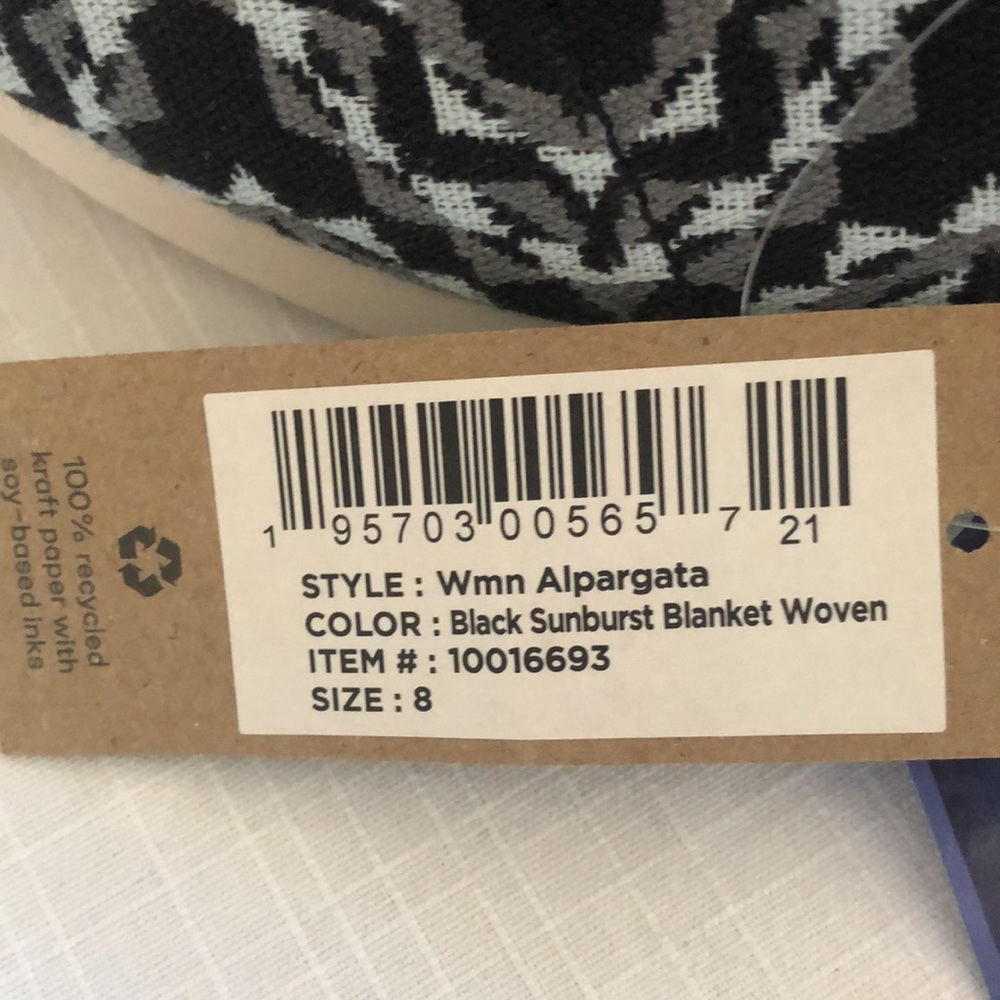 1 95703 00565 7 21
STYLE : Wmn Alpargata
COLOR : Black Sunburst Blanket Woven
ITEM # : 10016693
SIZE : 8
100% recycled
kraft paper with
soy-based inks